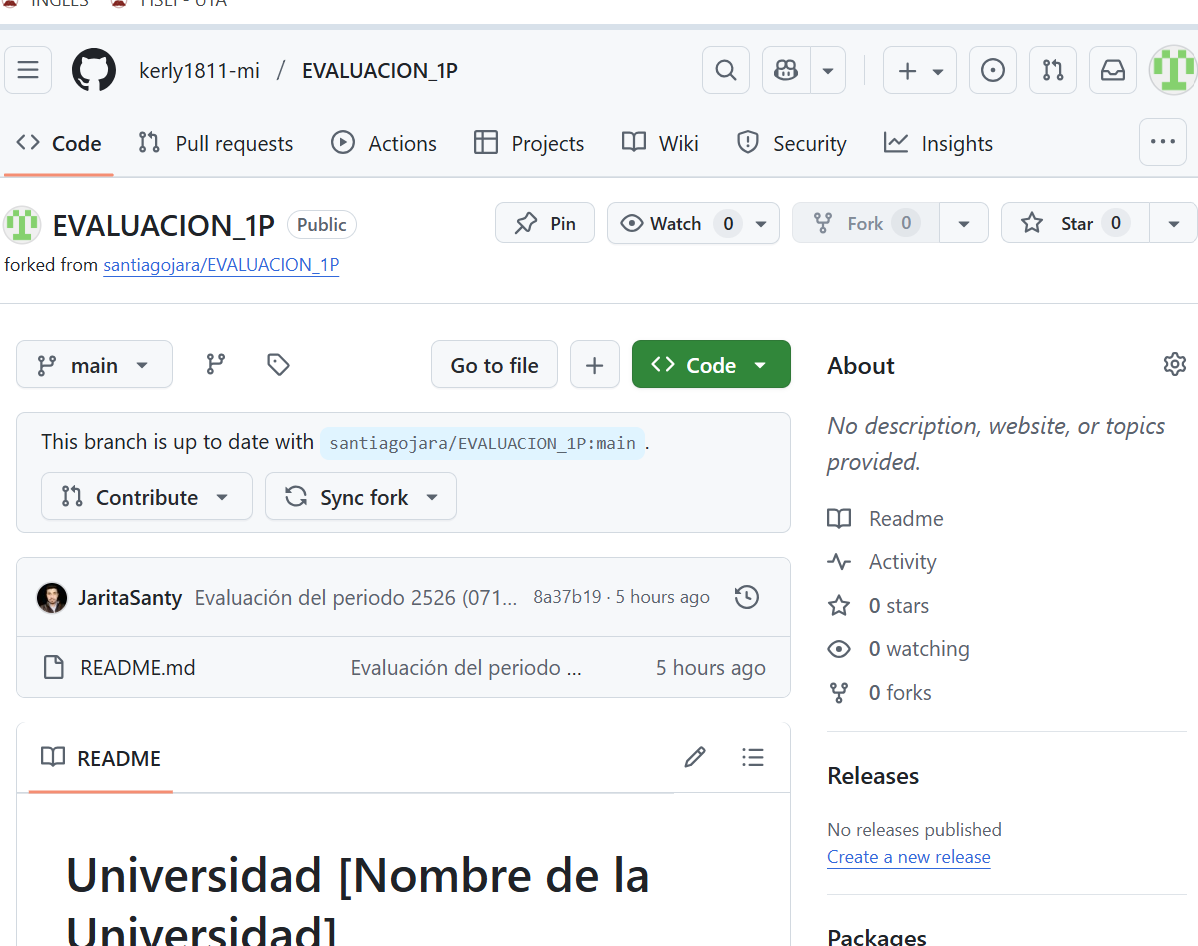 INGLES FISEI - UTA
kerly1811-mi / EVALUACION_1P
Code Pull requests Actions Projects Wiki Security Insights
EVALUACION_1P Public Pin Watch 0 Fork 0 Star 0
forked from santiagojara/EVALUACION_1P
main Go to file Code
This branch is up to date with santiagojara/EVALUACION_1P:main .
Contribute Sync fork
JaritaSanty Evaluación del periodo 2526 (071... 8a37b19 · 5 hours ago
README.md Evaluación del periodo ... 5 hours ago
README
Universidad [Nombre de la
Universidad]
About
No description, website, or topics
provided.
Readme
Activity
0 stars
0 watching
0 forks
Releases
No releases published
Create a new release
Packages